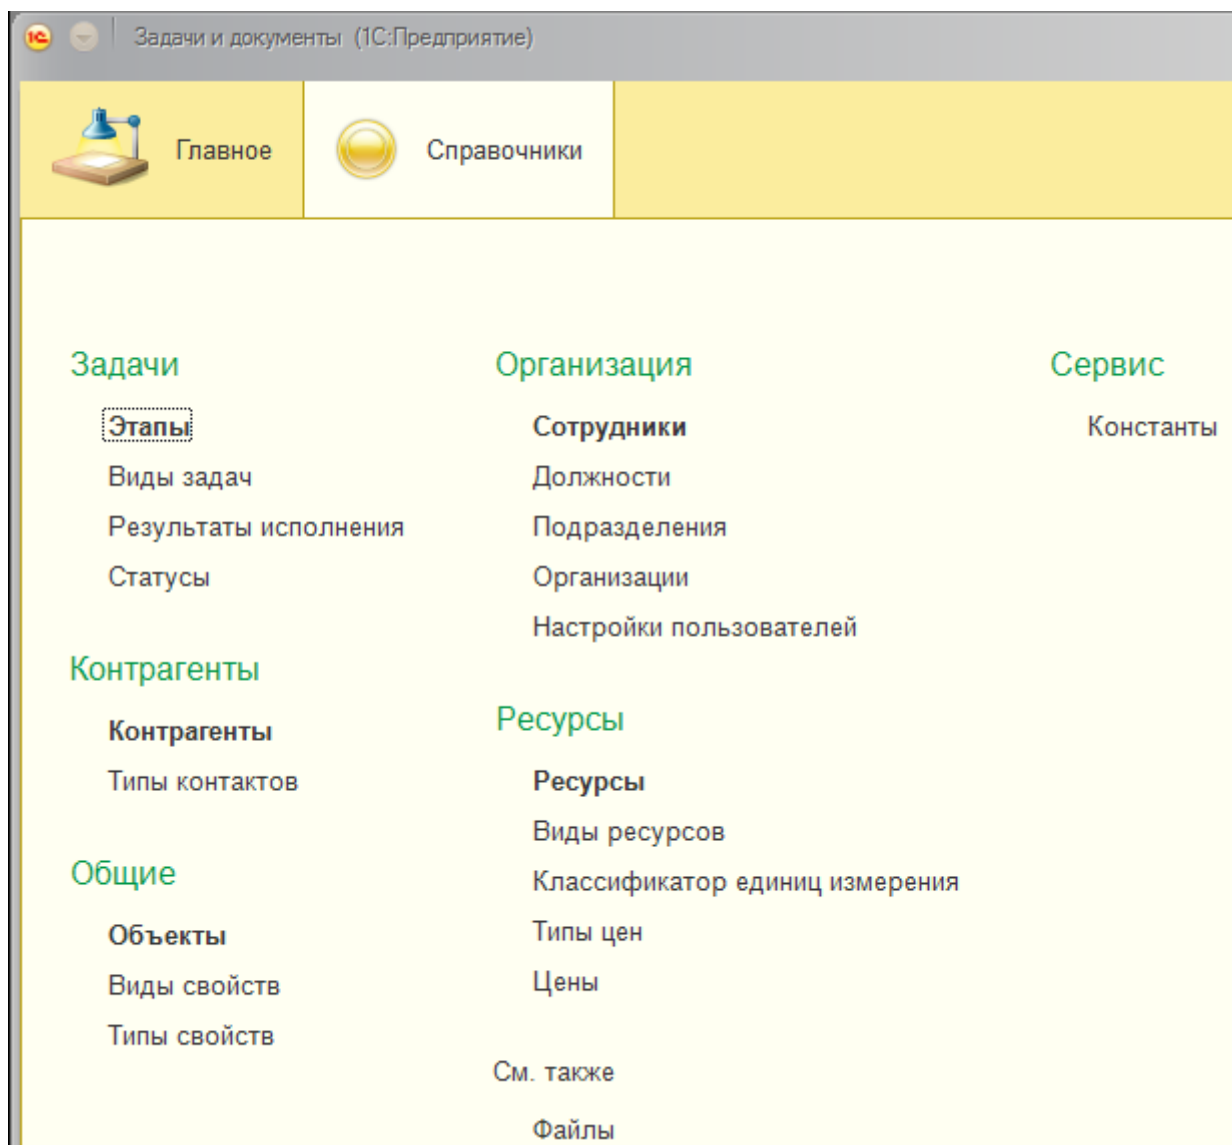 1С Задачи и документы (1С:Предприятие)
Главное
Справочники
Задачи
Этапы
Виды задач
Результаты исполнения
Статусы
Контрагенты
Контрагенты
Типы контактов
Общие
Объекты
Виды свойств
Типы свойств
Организация
Сотрудники
Должности
Подразделения
Организации
Настройки пользователей
Ресурсы
Ресурсы
Виды ресурсов
Классификатор единиц измерения
Типы цен
Цены
См. также
Файлы
Сервис
Константы